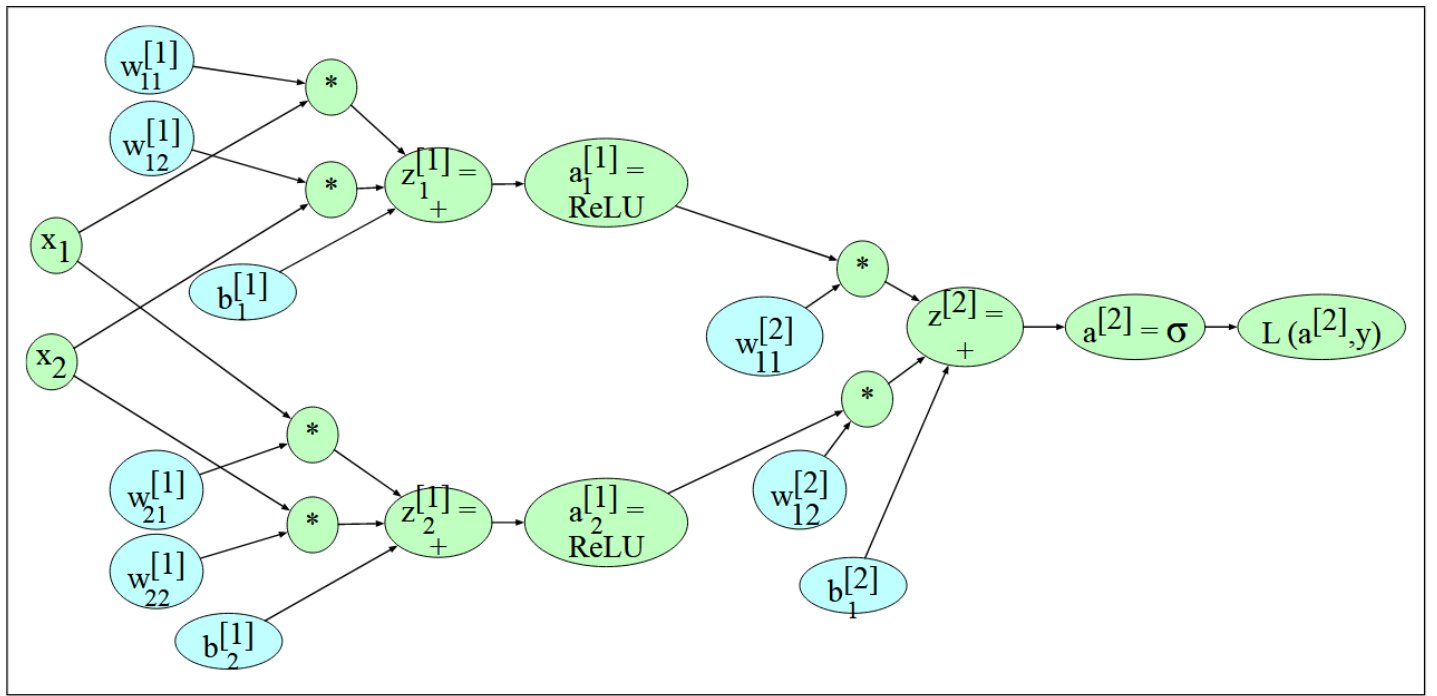 w[1]
11
*
w[1]
12
*
z[1] =
1
+
a[1] =
1
ReLU
x1
b[1]
1
*
w[2]
11
z[2] =
+
a[2] = σ
L (a[2],y)
x2
*
*
w[1]
21
w[2]
12
*
z[1] =
2
+
a[1] =
2
ReLU
w[1]
22
b[2]
1
b[1]
2